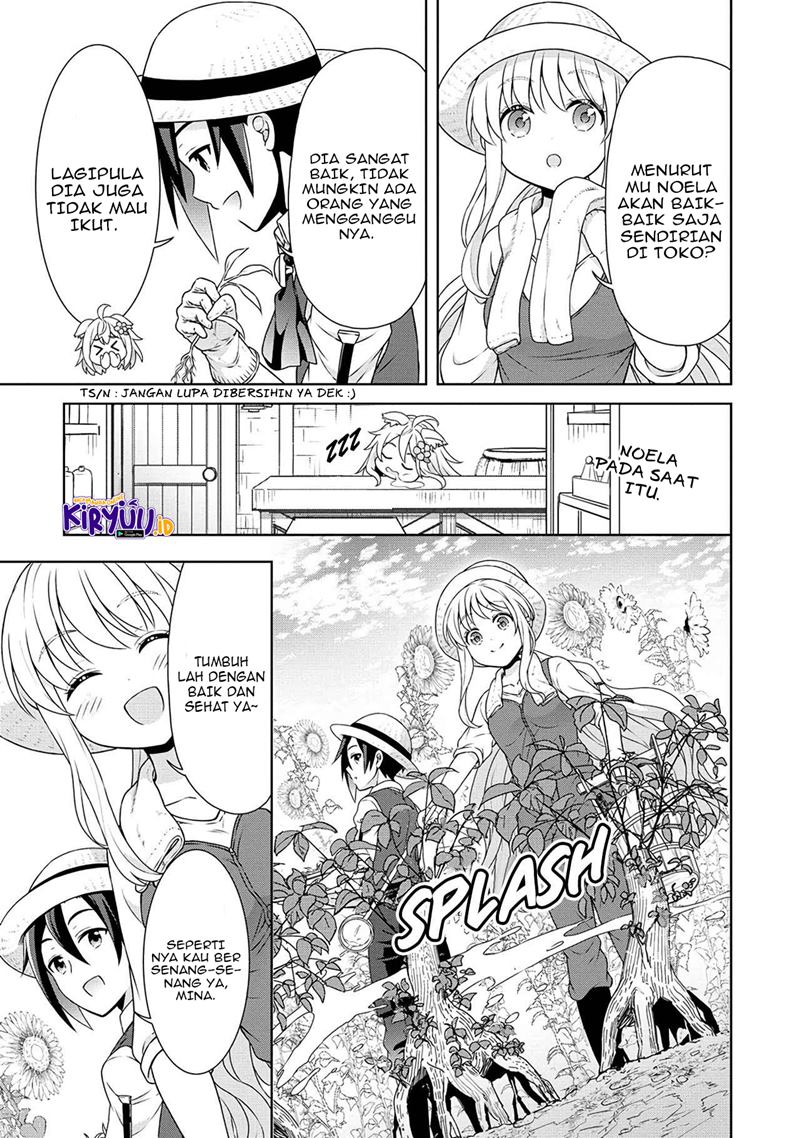 MENURUT
MU NOELA
AKAN BAIK-
BAIK SAJA
SENDIRIAN
DI TOKO?
DIA SANGAT
BAIK, TIDAK
MUNGKIN ADA
ORANG YANG
MENGGANGGU
NYA.
LAGIPULA
DIA JUGA
TIDAK MAU
IKUT.
TS/N : JANGAN LUPA DIBERSIHIN YA DEK :)
ZZZ
NOELA
PADA SAAT
ITU.
KIRYUU.ID
SPLASH
TUMBUH
LAH DENGAN
BAIK DAN
SEHAT YA~
SEPERTI
NYA KAU BER
SENANG-SE-
NANG YA,
MINA.